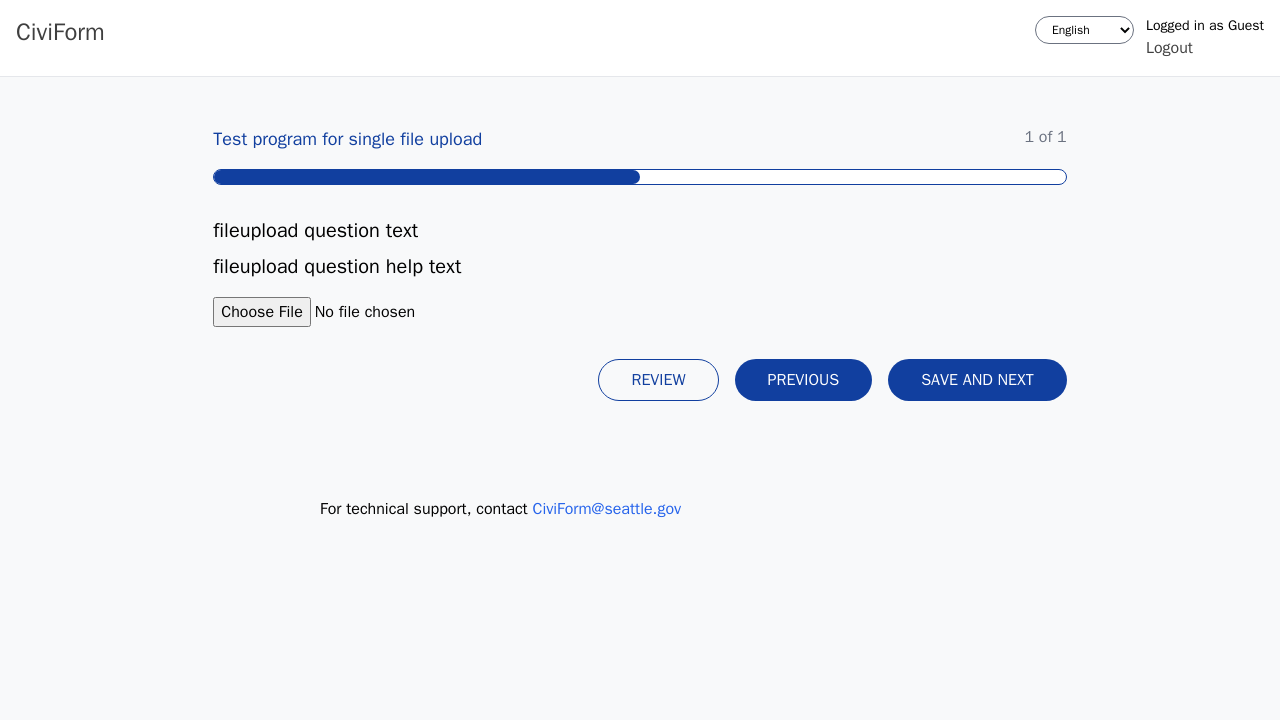 CiviForm
English
Logged in as Guest
Logout
Test program for single file upload
1 of 1
fileupload question text
fileupload question help text
Choose File No file chosen
REVIEW
PREVIOUS
SAVE AND NEXT
For technical support, contact CiviForm@seattle.gov